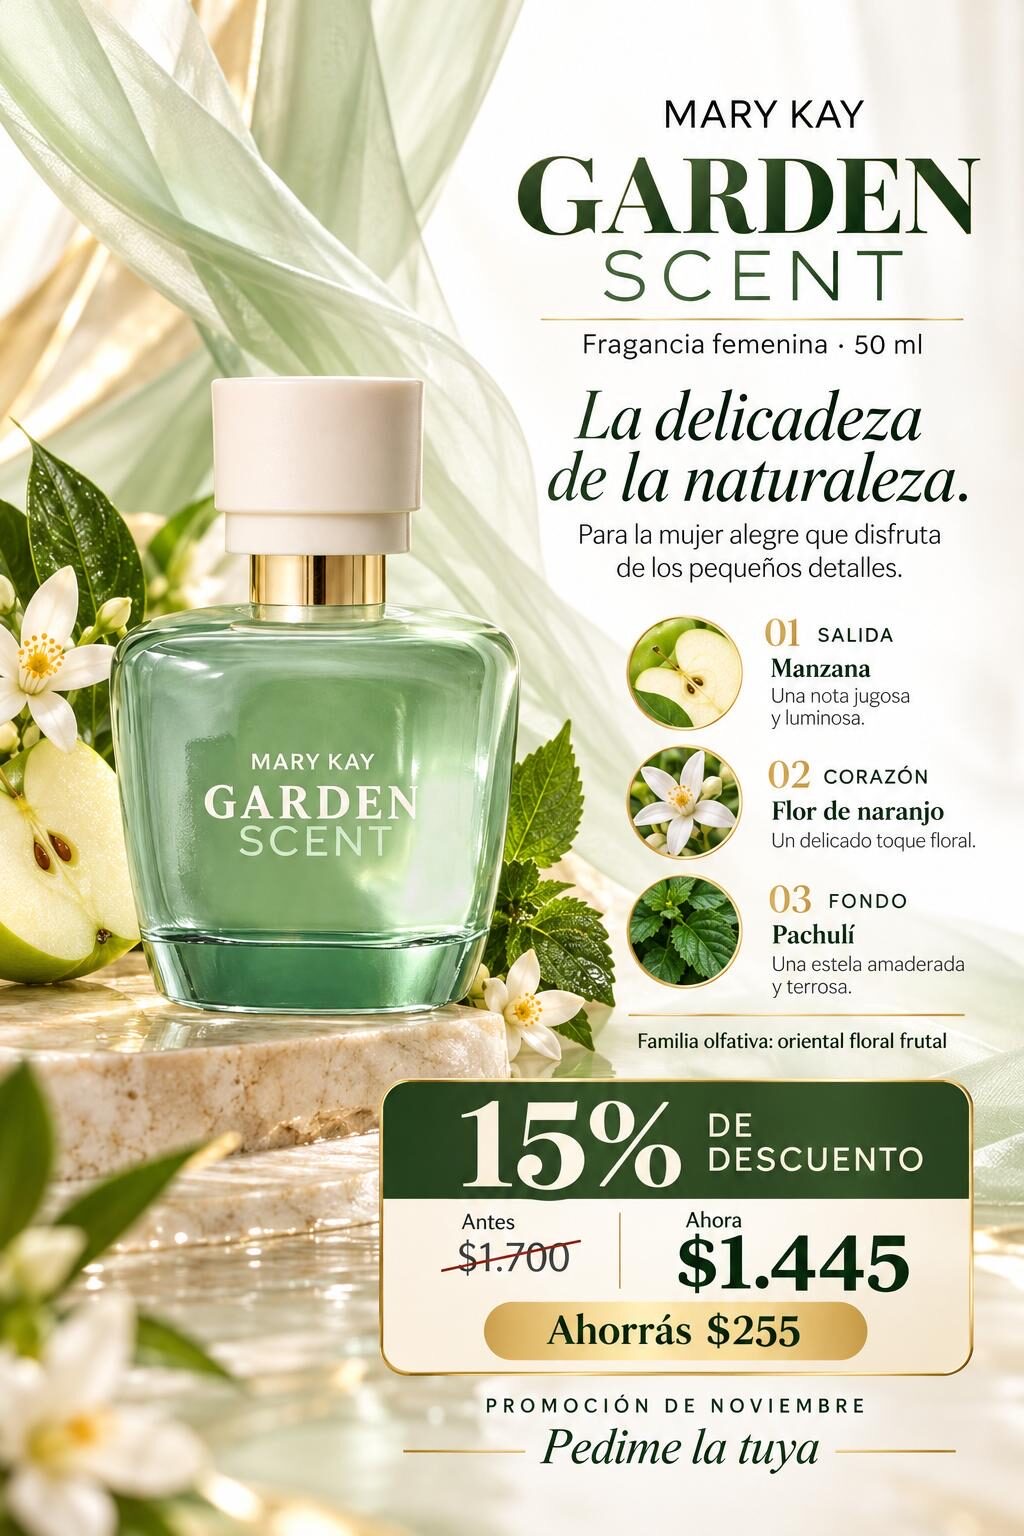 MARY KAY
GARDEN
SCENT
Fragancia femenina · 50 ml
La delicadeza
de la naturaleza.
Para la mujer alegre que disfruta
de los pequeños detalles.
01 SALIDA
Manzana
Una nota jugosa
y luminosa.
02 CORAZÓN
Flor de naranjo
Un delicado toque floral.
03 FONDO
Pachulí
Una estela amaderada
y terrosa.
Familia olfativa: oriental floral frutal
MARY KAY
GARDEN
SCENT
15% DE
DESCUENTO
Antes
$1.700
Ahora
$1.445
Ahorrás $255
PROMOCIÓN DE NOVIEMBRE
Pedime la tuya